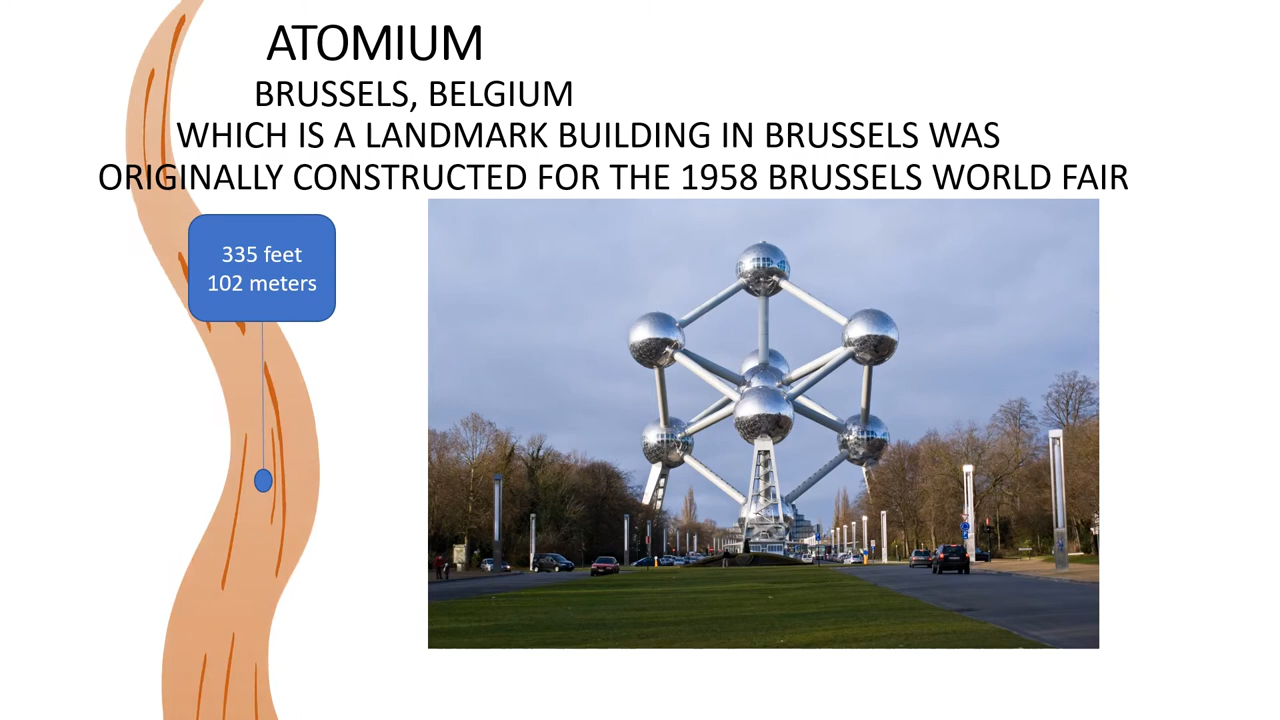 ATOMIUM
BRUSSELS, BELGIUM
WHICH IS A LANDMARK BUILDING IN BRUSSELS WAS
ORIGINALLY CONSTRUCTED FOR THE 1958 BRUSSELS WORLD FAIR
335 feet
102 meters